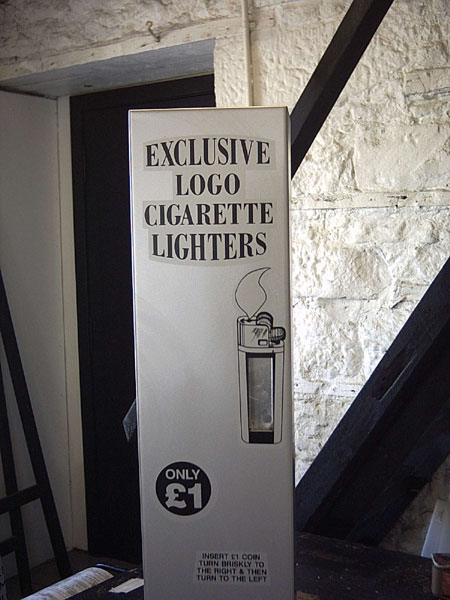 EXCLUSIVE
LOGO
CIGARETTE
LIGHTERS
ONLY
£1
INSERT £1 COIN
TURN BRISKLY TO
THE RIGHT & THEN
TURN TO THE LEFT